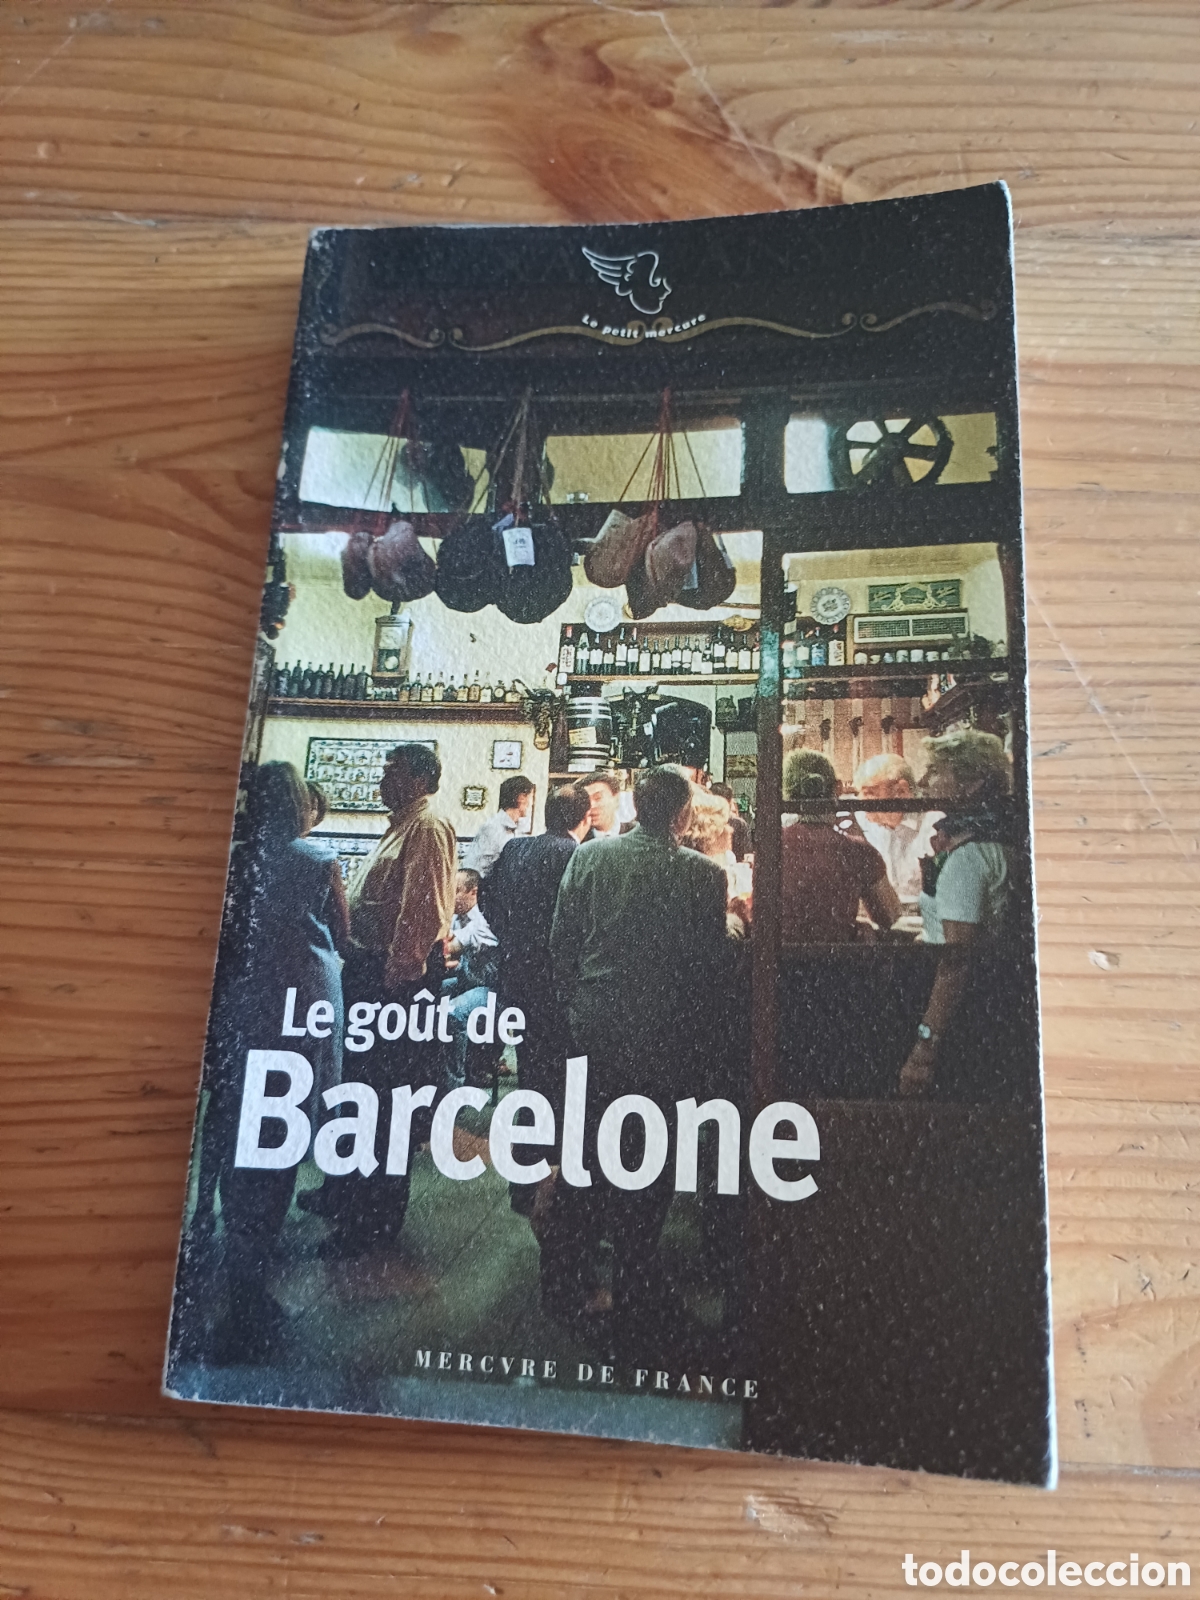 Le petit mercure
Le goût de
Barcelone
MERCVRE DE FRANCE
todocoleccion